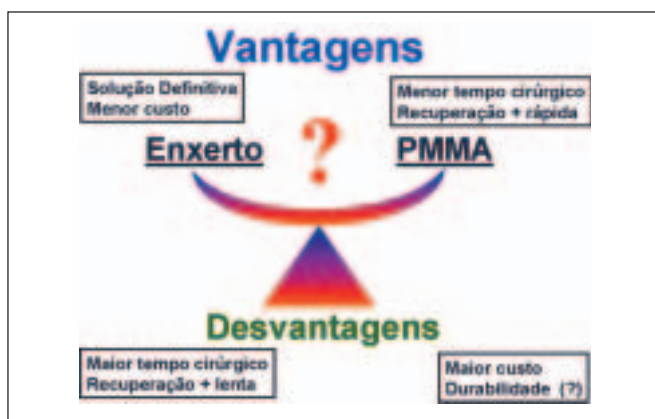 Vantagens
Solução Definitiva
Menor custo
Menor tempo cirúrgico
Recuperação + rápida
?
Enxerto
PMMA
Desvantagens
Maior tempo cirúrgico
Recuperação + lenta
Maior custo
Durabilidade (?)